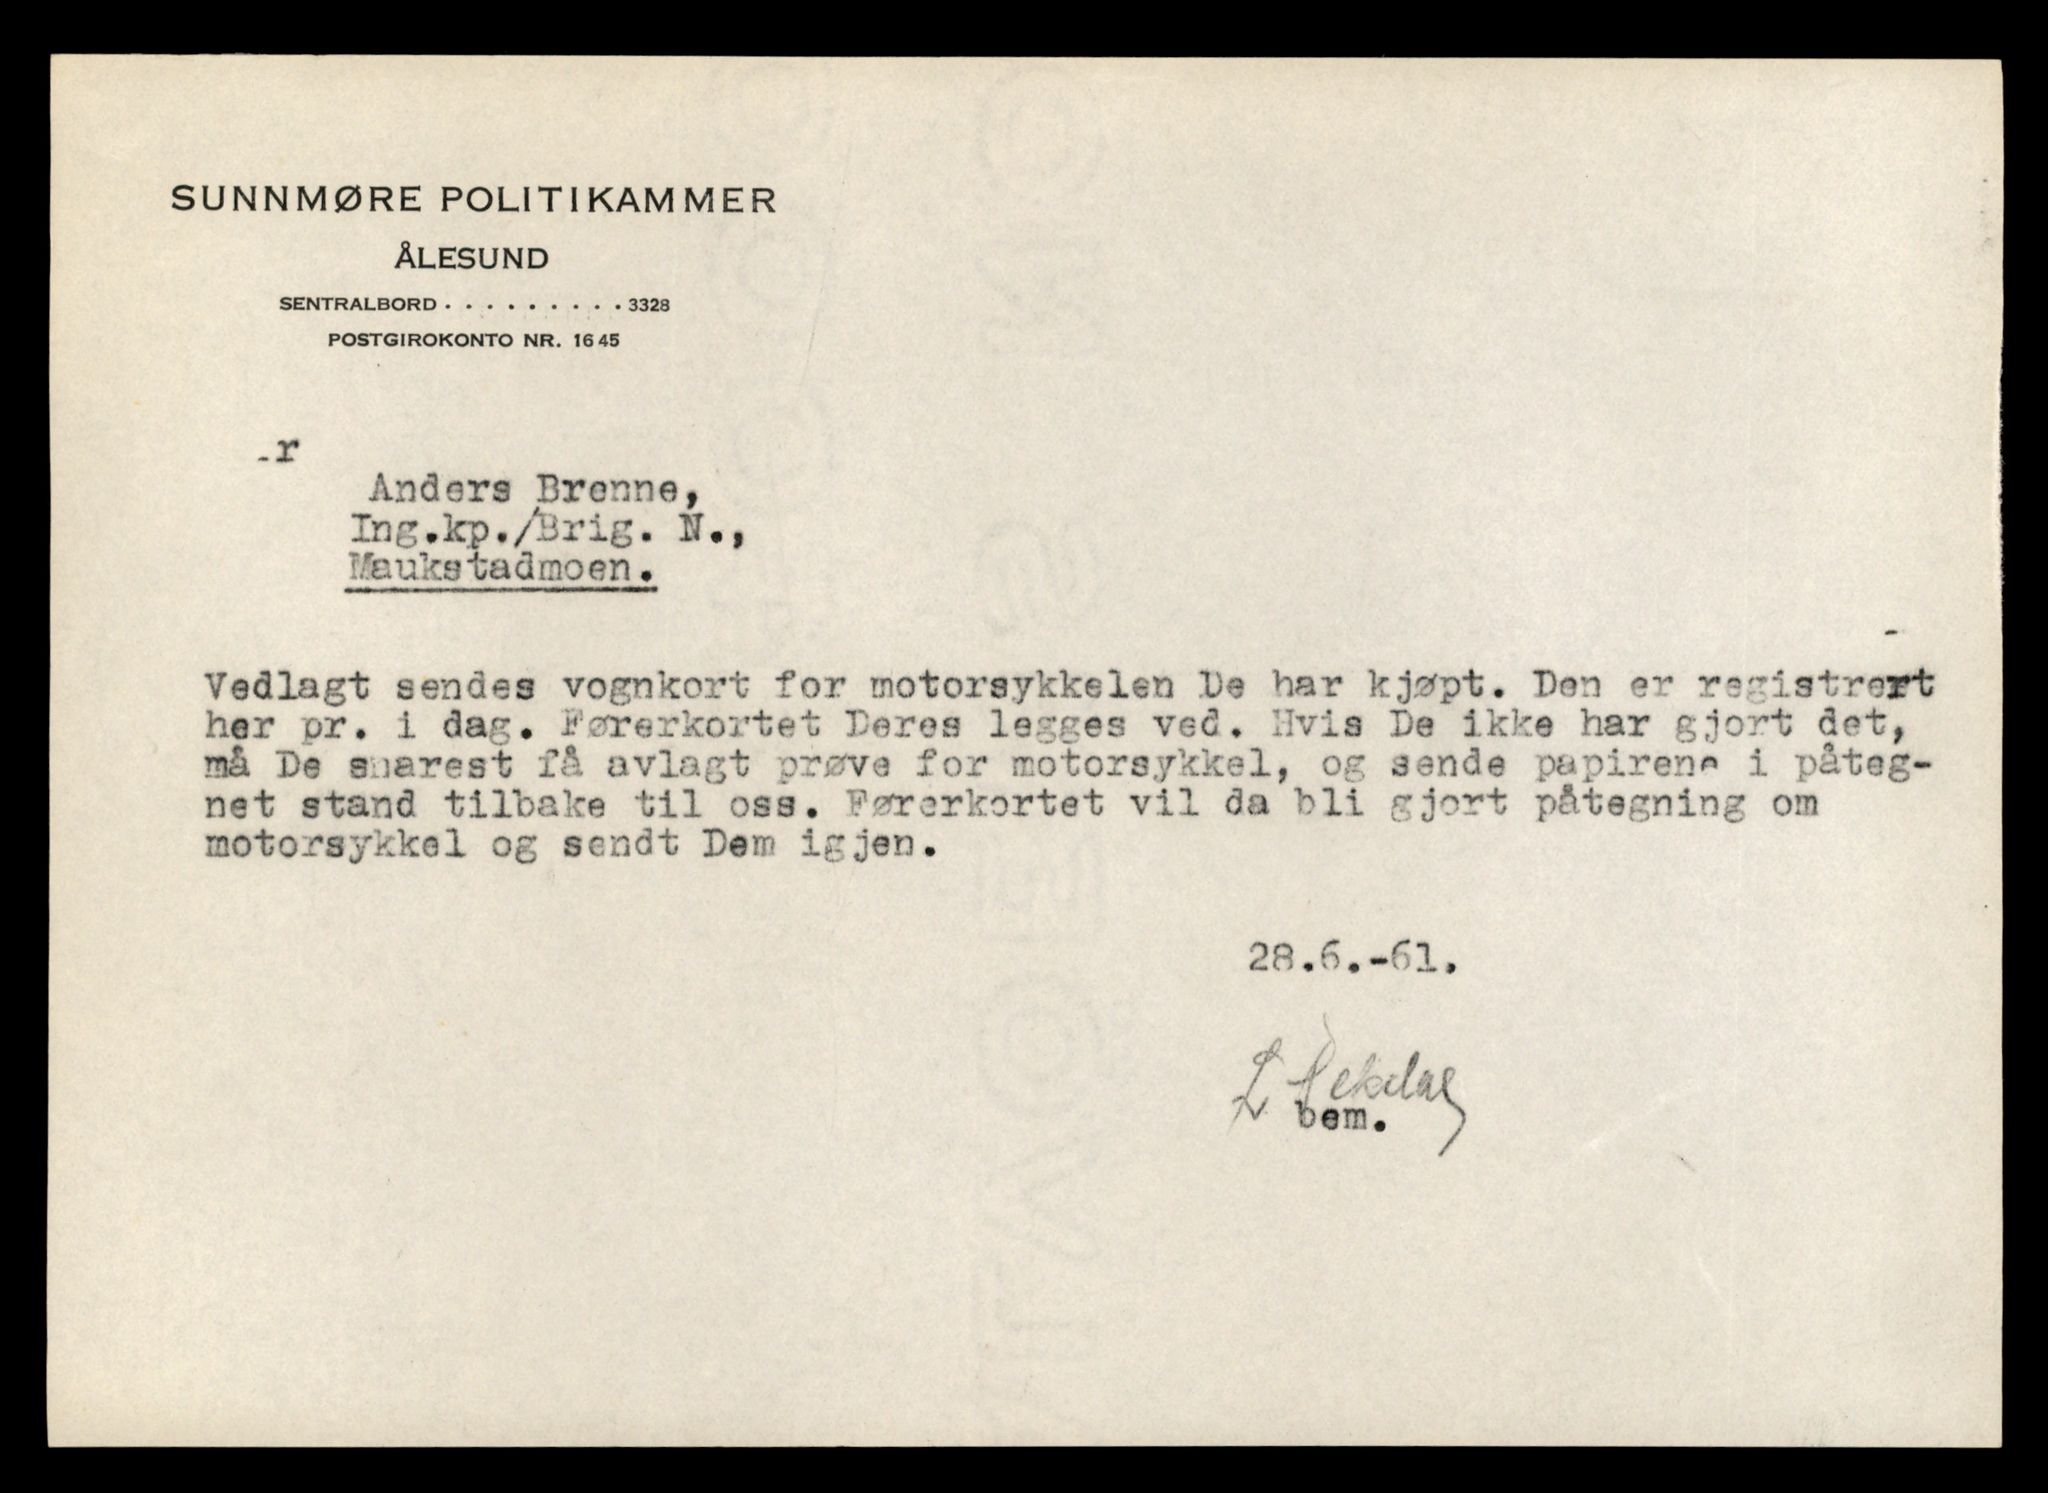 SUNNMØRE POLITIKAMMER
ÅLESUND
SENTRALBORD . . . . . . . . . 3328
POSTGIROKONTO NR. 1645
r
Anders Brenne,
Ing.kp./Brig. N.,
Maukstadmoen.
Vedlagt sendes vognkort for motorsykkelen De har kjøpt. Den er registrert
her pr. i dag. Førerkortet Deres legges ved. Hvis De ikke har gjort det,
må De snarest få avlagt prøve for motorsykkel, og sende papirene i påteg-
net stand tilbake til oss. Førerkortet vil da bli gjort påtegning om
motorsykkel og sendt Dem igjen.
28.6.-61.
bem.